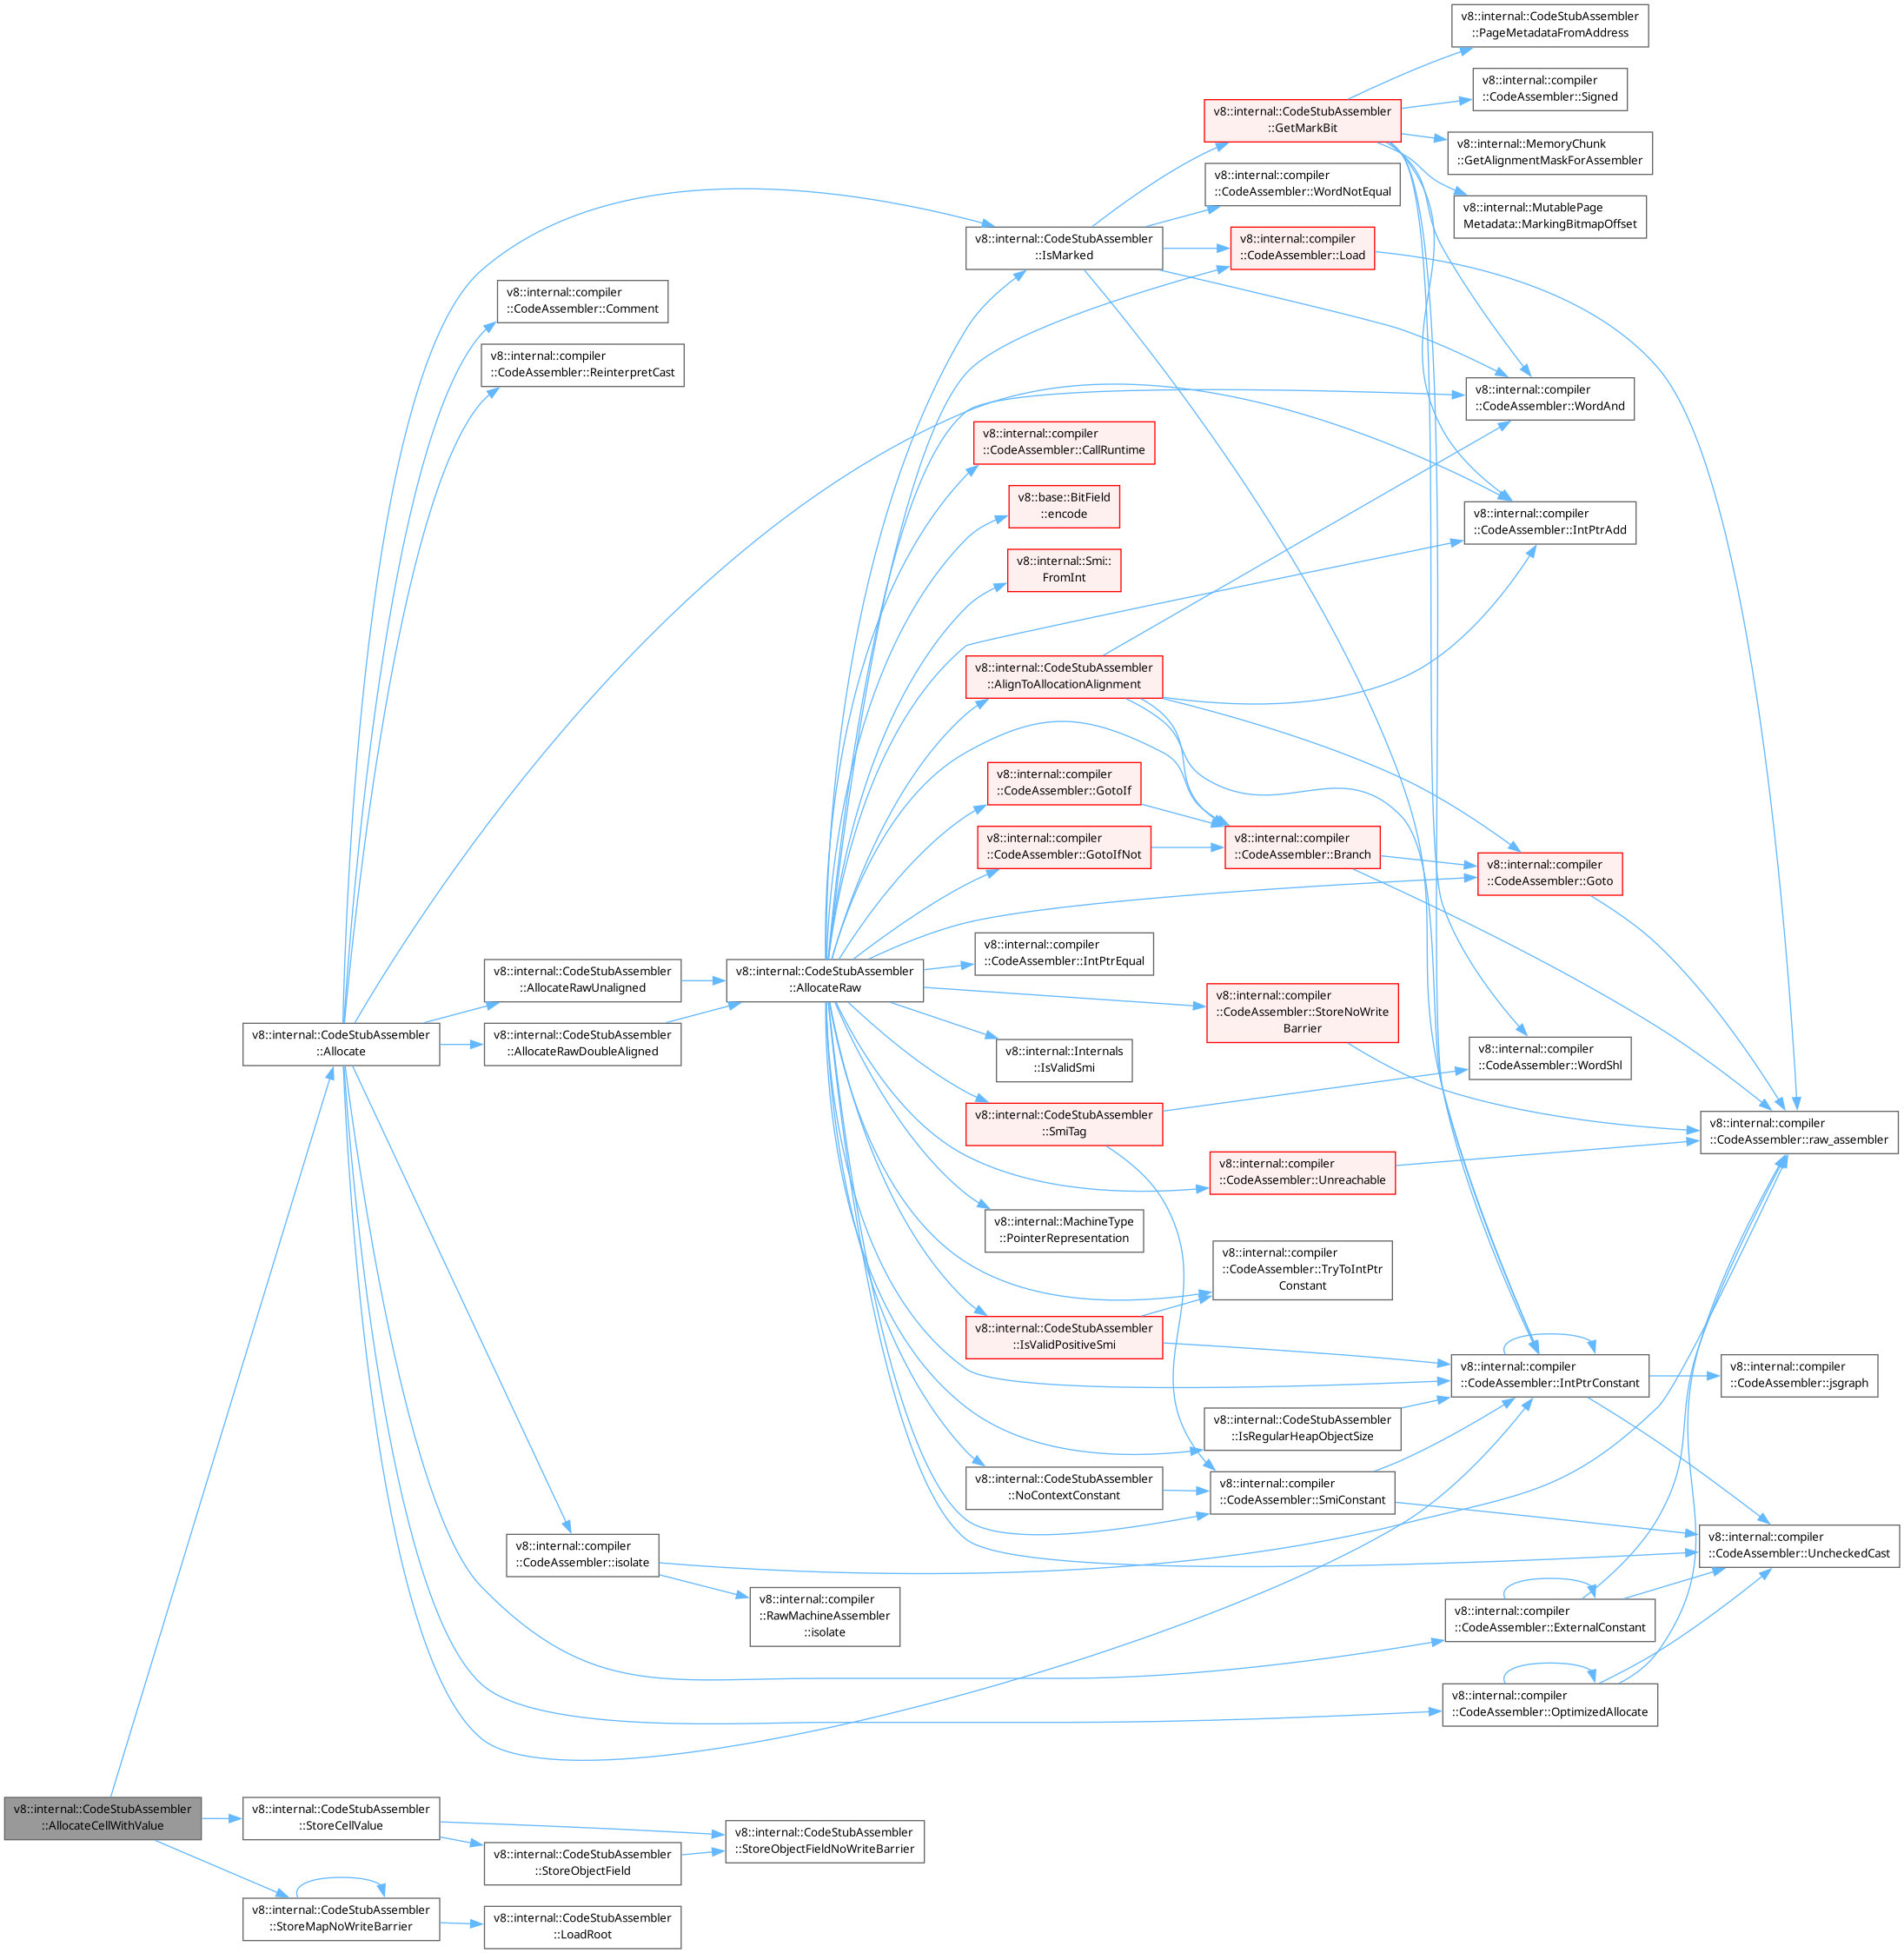 v8::internal::CodeStubAssembler
::PageMetadataFromAddress
v8::internal::compiler
::CodeAssembler::Signed
v8::internal::CodeStubAssembler
::GetMarkBit
v8::internal::MemoryChunk
::GetAlignmentMaskForAssembler
v8::internal::compiler
::CodeAssembler::WordNotEqual
v8::internal::MutablePage
Metadata::MarkingBitmapOffset
v8::internal::CodeStubAssembler
::IsMarked
v8::internal::compiler
::CodeAssembler::Load
v8::internal::compiler
::CodeAssembler::Comment
v8::internal::compiler
::CodeAssembler::ReinterpretCast
v8::internal::compiler
::CodeAssembler::WordAnd
v8::internal::compiler
::CodeAssembler::CallRuntime
v8::base::BitField
::encode
v8::internal::compiler
::CodeAssembler::IntPtrAdd
v8::internal::Smi::
FromInt
v8::internal::CodeStubAssembler
::AlignToAllocationAlignment
v8::internal::compiler
::CodeAssembler::GotoIf
v8::internal::compiler
::CodeAssembler::GotoIfNot
v8::internal::compiler
::CodeAssembler::Branch
v8::internal::compiler
::CodeAssembler::Goto
v8::internal::CodeStubAssembler
::AllocateRawUnaligned
v8::internal::CodeStubAssembler
::AllocateRaw
v8::internal::compiler
::CodeAssembler::IntPtrEqual
v8::internal::compiler
::CodeAssembler::StoreNoWrite
Barrier
v8::internal::CodeStubAssembler
::Allocate
v8::internal::CodeStubAssembler
::AllocateRawDoubleAligned
v8::internal::Internals
::IsValidSmi
v8::internal::compiler
::CodeAssembler::WordShl
v8::internal::CodeStubAssembler
::SmiTag
v8::internal::compiler
::CodeAssembler::raw_assembler
v8::internal::compiler
::CodeAssembler::Unreachable
v8::internal::MachineType
::PointerRepresentation
v8::internal::compiler
::CodeAssembler::TryToIntPtr
Constant
v8::internal::CodeStubAssembler
::IsValidPositiveSmi
v8::internal::compiler
::CodeAssembler::IntPtrConstant
v8::internal::compiler
::CodeAssembler::jsgraph
v8::internal::CodeStubAssembler
::IsRegularHeapObjectSize
v8::internal::CodeStubAssembler
::NoContextConstant
v8::internal::compiler
::CodeAssembler::SmiConstant
v8::internal::compiler
::CodeAssembler::isolate
v8::internal::compiler
::CodeAssembler::UncheckedCast
v8::internal::compiler
::RawMachineAssembler
::isolate
v8::internal::compiler
::CodeAssembler::ExternalConstant
v8::internal::compiler
::CodeAssembler::OptimizedAllocate
v8::internal::CodeStubAssembler
::AllocateCellWithValue
v8::internal::CodeStubAssembler
::StoreCellValue
v8::internal::CodeStubAssembler
::StoreObjectFieldNoWriteBarrier
v8::internal::CodeStubAssembler
::StoreObjectField
v8::internal::CodeStubAssembler
::StoreMapNoWriteBarrier
v8::internal::CodeStubAssembler
::LoadRoot